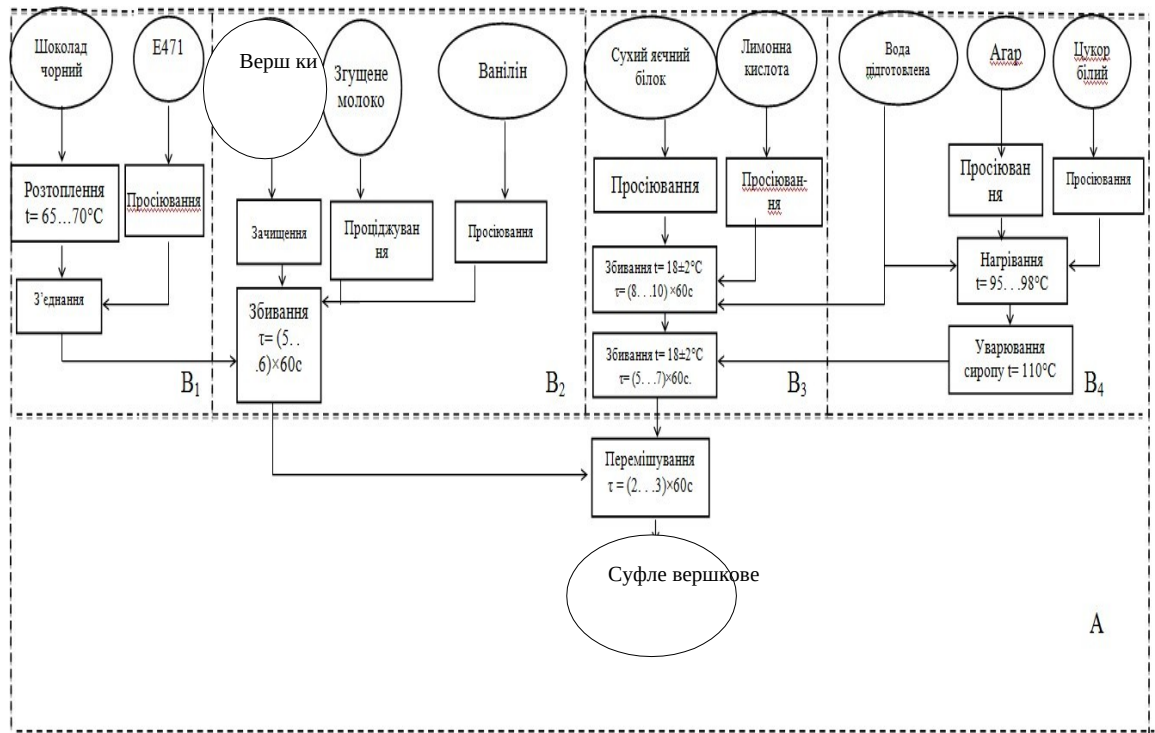 Шоколад
чорний
Е471
Верш ки
Згущене
молоко
Ванілін
Сухий яєчний
білок
Лимонна
кислота
Вода
підготовлена
Агар
Цукор
білий
Розтоплення
t= 65…70°С
Просіювання
Зачищення
Проціджуван
ня
Просіювання
Просіювання
Просіюван-
ня
Просіюван
ня
Просіювання
З’єднання
Збивання
τ= (5. .
.6)×60с
Збивання t= 18±2°С
τ= (8. . .10) ×60с
Нагрівання
t= 95. . .98°С
Збивання t= 18±2°С
τ= (5. . .7)×60с.
Уварювання
сиропу t= 110°С
В1
В2
В3
В4
Перемішування
τ = (2. . .3)×60с
Суфле вершкове
А